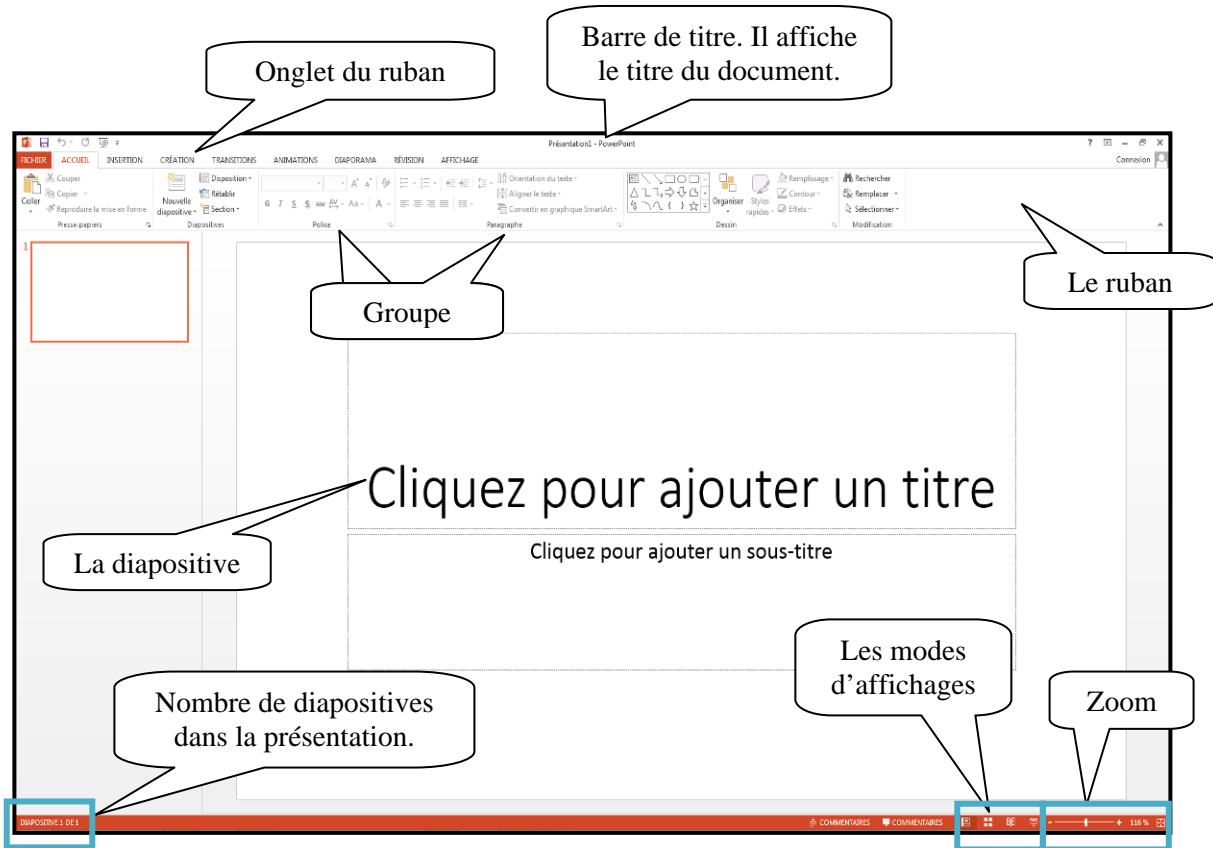 Barre de titre. Il affiche
le titre du document.
Onglet du ruban
Présentation1 - PowerPoint
?
FICHIER ACCUEIL INSERTION CRÉATION TRANSITIONS ANIMATIONS DIAPORAMA RÉVISION AFFICHAGE Connexion
Coller
Couper
Copier
Reproduire la mise en forme
Presse-papiers
Nouvelle
diapositive
Disposition
Rétablir
Section
Diapositives
G I S S abc AV Aa A
Police
Orientation du texte
Aligner le texte
Convertir en graphique SmartArt
Paragraphe
Organiser
Styles
rapides
Remplissage
Contour
Effets
Dessin
Rechercher
Remplacer
Sélectionner
Modification
1
Le ruban
Groupe
Cliquez pour ajouter un titre
La diapositive
Cliquez pour ajouter un sous-titre
Les modes
d’affichages
Nombre de diapositives
dans la présentation.
Zoom
DIAPOSITIVE 1 DE 1
COMMENTAIRES COMMENTAIRES 116 %